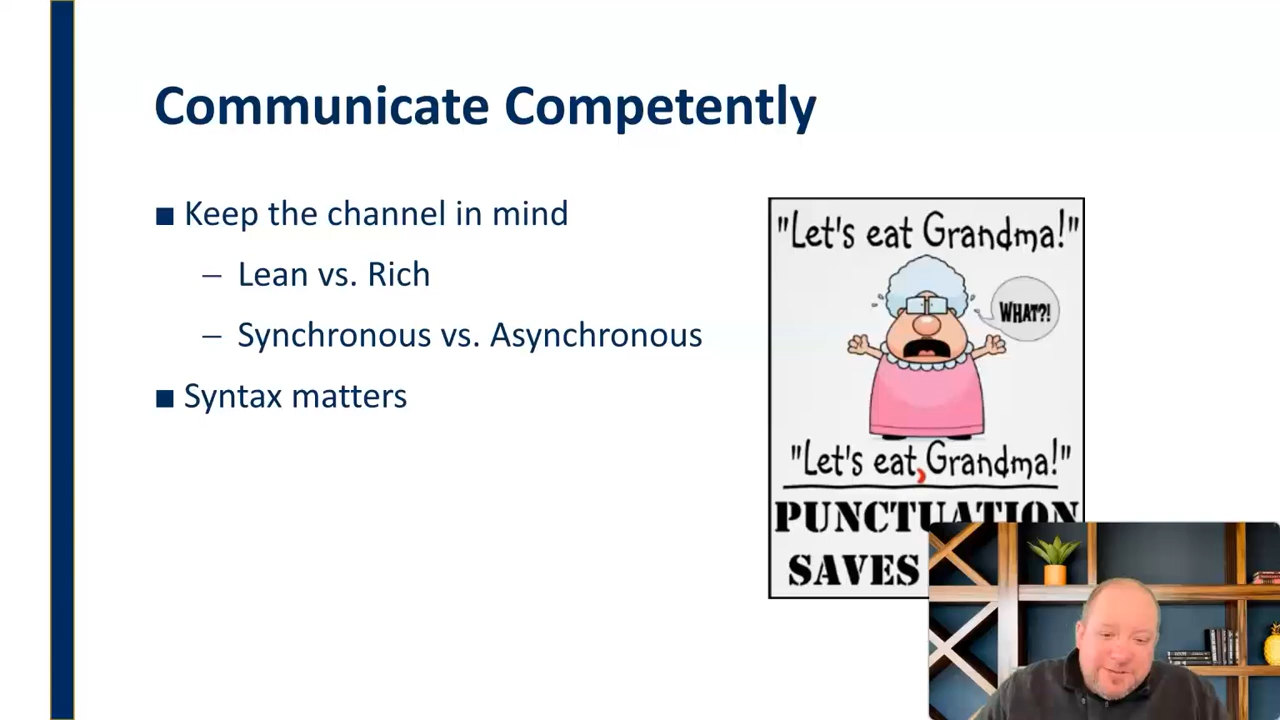 Communicate Competently
■ Keep the channel in mind
– Lean vs. Rich
– Synchronous vs. Asynchronous
■ Syntax matters
"Let's eat Grandma!"
WHAT?!
"Let's eat, Grandma!"
PUNCTUATION
SAVES